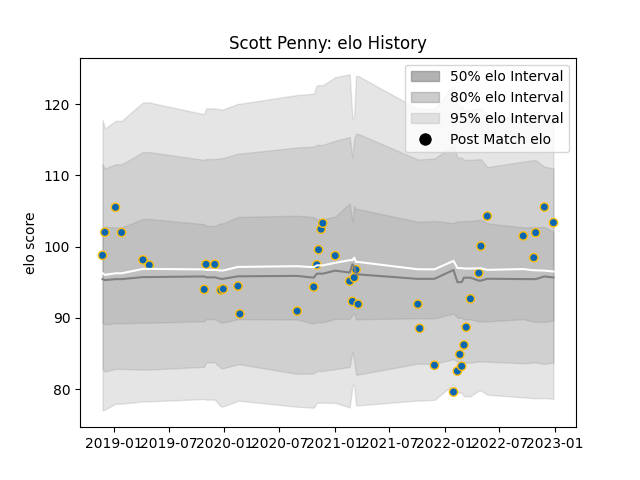 Scott Penny: elo History
50% elo Interval
80% elo Interval
95% elo Interval
Post Match elo
elo score
120
110
100
90
80
2019-01 2019-07 2020-01 2020-07 2021-01 2021-07 2022-01 2022-07 2023-01